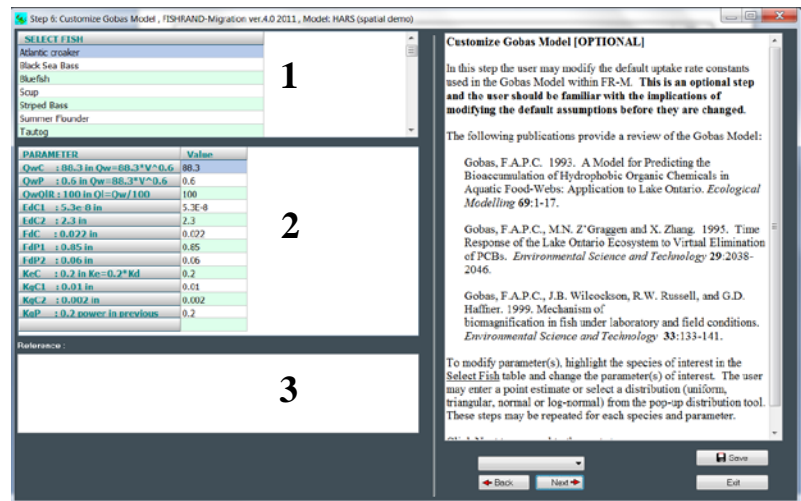 Step 6: Customize Gobas Model , FISHRAND-Migration ver.4.0 2011 , Model: HARS (spatial demo)
SELECT FISH
Atlantic croaker
Black Sea Bass
Bluefish
Scup
Striped Bass
Summer Flounder
Tautog
1
PARAMETER Value
QwC : 88.3 in Qw=88.3*V^0.6 88.3
QwP : 0.6 in Qw=88.3*V^0.6 0.6
QwQlR : 100 in Ql=Qw/100 100
EdC1 : 5.3e-8 in 5.3E-8
EdC2 : 2.3 in 2.3
FdC : 0.022 in 0.022
FdP1 : 0.85 in 0.85
FdP2 : 0.06 in 0.06
KeC : 0.2 in Ke=0.2*Kd 0.2
KgC1 : 0.01 in 0.01
KgC2 : 0.002 in 0.002
KgP : 0.2 power in previous 0.2
2
Reference :
3
Customize Gobas Model [OPTIONAL]
In this step the user may modify the default uptake rate constants
used in the Gobas Model within FR-M. This is an optional step
and the user should be familiar with the implications of
modifying the default assumptions before they are changed.
The following publications provide a review of the Gobas Model:
Gobas, F.A.P.C. 1993. A Model for Predicting the
Bioaccumulation of Hydrophobic Organic Chemicals in
Aquatic Food-Webs: Application to Lake Ontario. Ecological
Modelling 69:1-17.
Gobas, F.A.P.C., M.N. Z'Graggen and X. Zhang. 1995. Time
Response of the Lake Ontario Ecosystem to Virtual Elimination
of PCBs. Environmental Science and Technology 29:2038-
2046.
Gobas, F.A.P.C., J.B. Wilcockson, R.W. Russell, and G.D.
Haffner. 1999. Mechanism of
biomagnification in fish under laboratory and field conditions.
Environmental Science and Technology 33:133-141.
To modify parameter(s), highlight the species of interest in the
Select Fish table and change the parameter(s) of interest. The user
may enter a point estimate or select a distribution (uniform,
triangular, normal or log-normal) from the pop-up distribution tool.
These steps may be repeated for each species and parameter.
Save
Back Next Exit